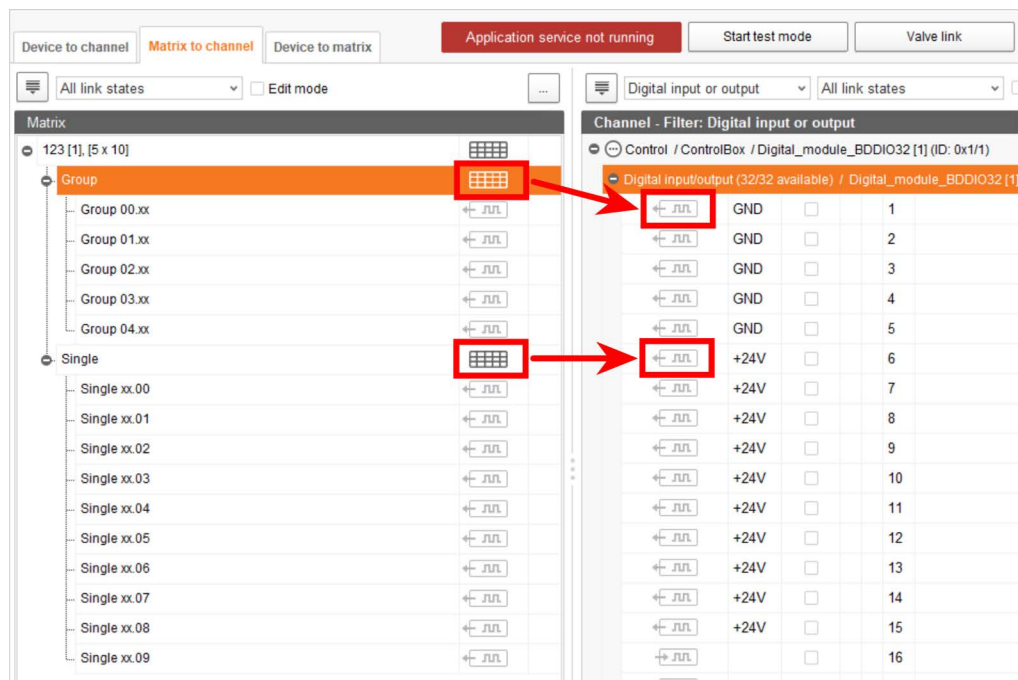 Device to channel Matrix to channel Device to matrix Application service not running Start test mode Valve link
All link states Edit mode ... Digital input or output All link states
Matrix Channel - Filter: Digital input or output
123 [1], [5 x 10] Control / ControlBox / Digital_module_BDDIO32 [1] (ID: 0x1/1)
Group Digital input/output (32/32 available) / Digital_module_BDDIO32 [1]
Group 00.xx GND 1
Group 01.xx GND 2
Group 02.xx GND 3
Group 03.xx GND 4
Group 04.xx GND 5
Single +24V 6
Single xx.00 +24V 7
Single xx.01 +24V 8
Single xx.02 +24V 9
Single xx.03 +24V 10
Single xx.04 +24V 11
Single xx.05 +24V 12
Single xx.06 +24V 13
Single xx.07 +24V 14
Single xx.08 +24V 15
Single xx.09 16